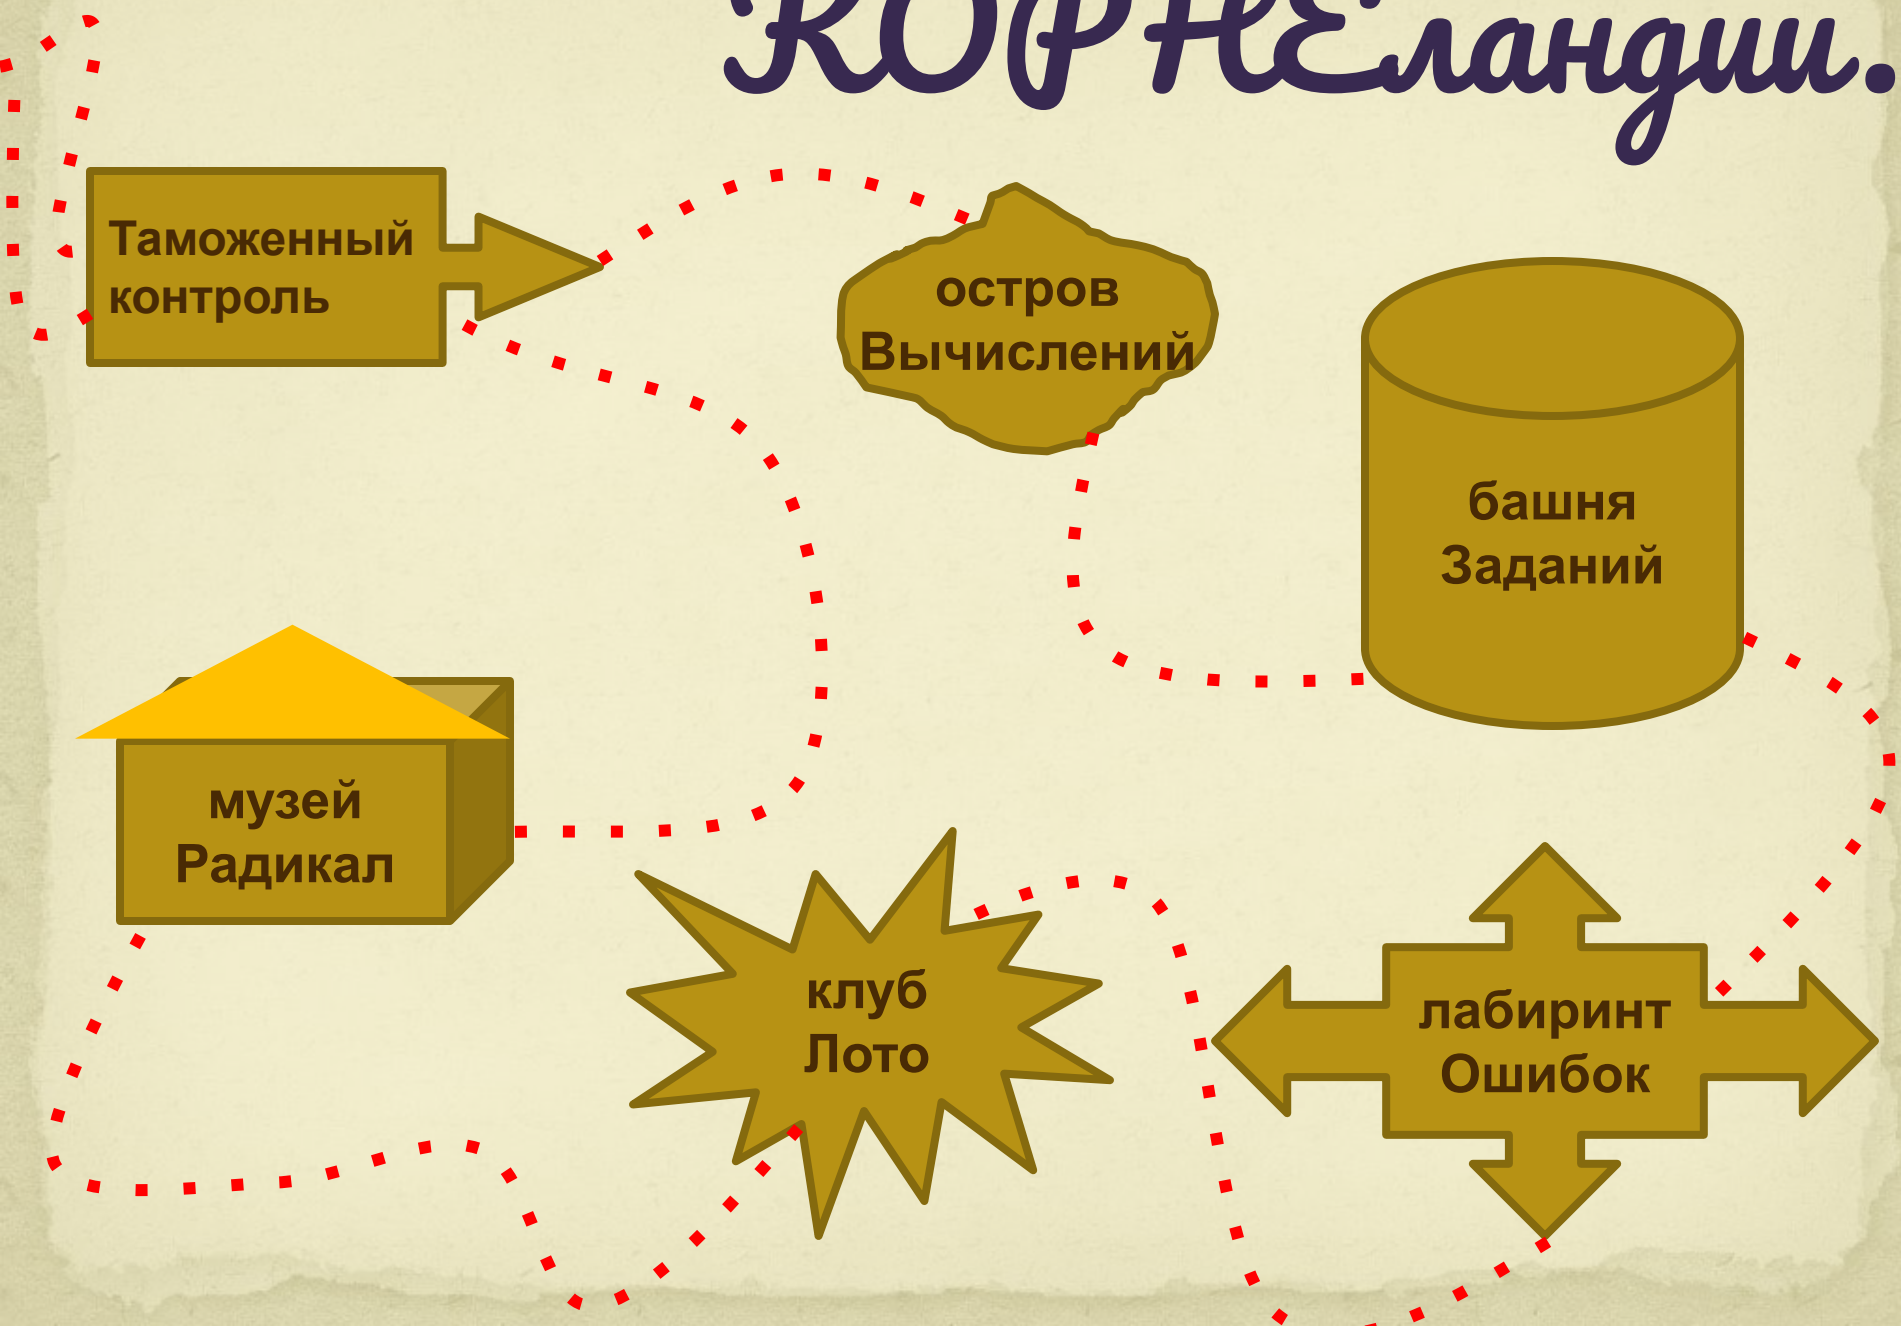 КОРНЕландии.
Таможенный
контроль
остров
Вычислений
башня
Заданий
музей
Радикал
клуб
Лото
лабиринт
Ошибок